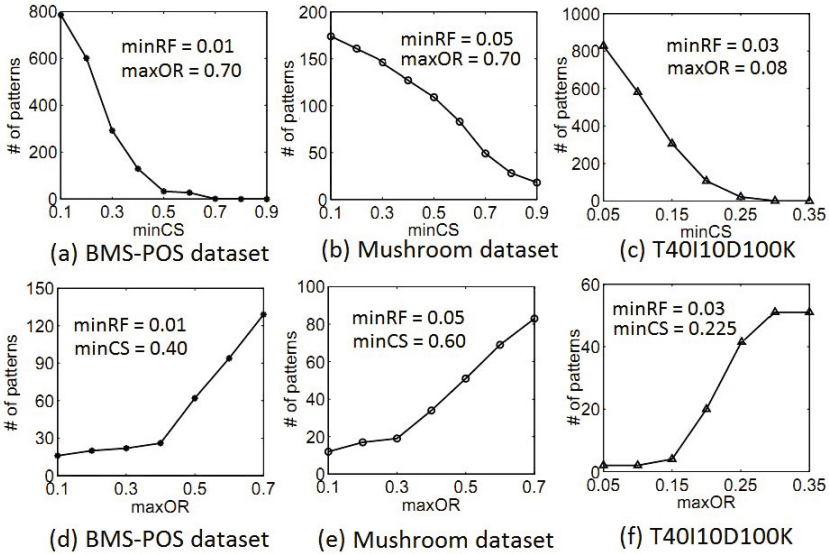 800
600
400
200
0
# of patterns
minRF = 0.01
maxOR = 0.70
0.1 0.3 0.5 0.7 0.9
minCS
(a) BMS-POS dataset
200
150
100
50
0
# of patterns
minRF = 0.05
maxOR = 0.70
0.1 0.3 0.5 0.7 0.9
minCS
(b) Mushroom dataset
1000
800
600
400
200
0
# of patterns
minRF = 0.03
maxOR = 0.08
0.05 0.15 0.25 0.35
minCS
(c) T40I10D100K
150
120
90
60
30
0
# of patterns
minRF = 0.01
minCS = 0.40
0.1 0.3 0.5 0.7
maxOR
(d) BMS-POS dataset
100
80
60
40
20
0
# of patterns
minRF = 0.05
minCS = 0.60
0.1 0.3 0.5 0.7
maxOR
(e) Mushroom dataset
60
40
20
0
# of patterns
minRF = 0.03
minCS = 0.225
0.05 0.15 0.25 0.35
maxOR
(f) T40I10D100K